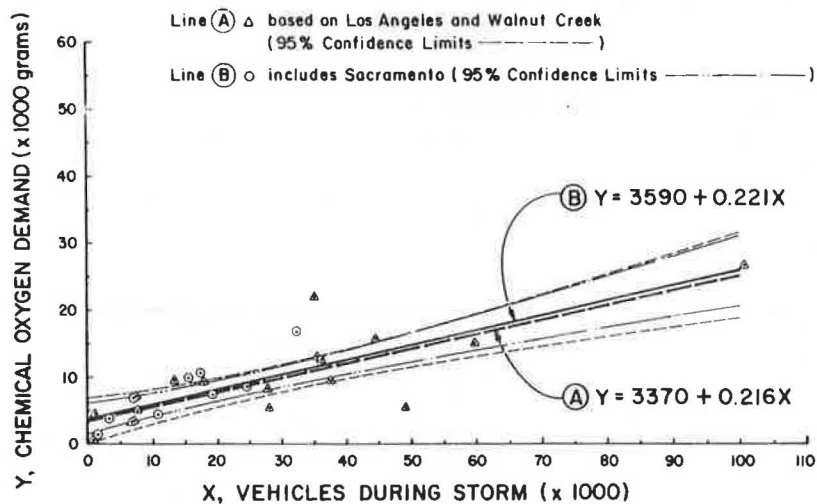 Line Ⓐ △ based on Los Angeles and Walnut Creek
(95% Confidence Limits — — — — )
Line Ⓑ ○ includes Sacramento (95% Confidence Limits — - — - — )
Y, CHEMICAL OXYGEN DEMAND (x 1000 grams)
60
50
40
30
20
10
0
Ⓑ Y = 3590 + 0.221X
Ⓐ Y = 3370 + 0.216X
0 10 20 30 40 50 60 70 80 90 100 110
X, VEHICLES DURING STORM (x 1000)